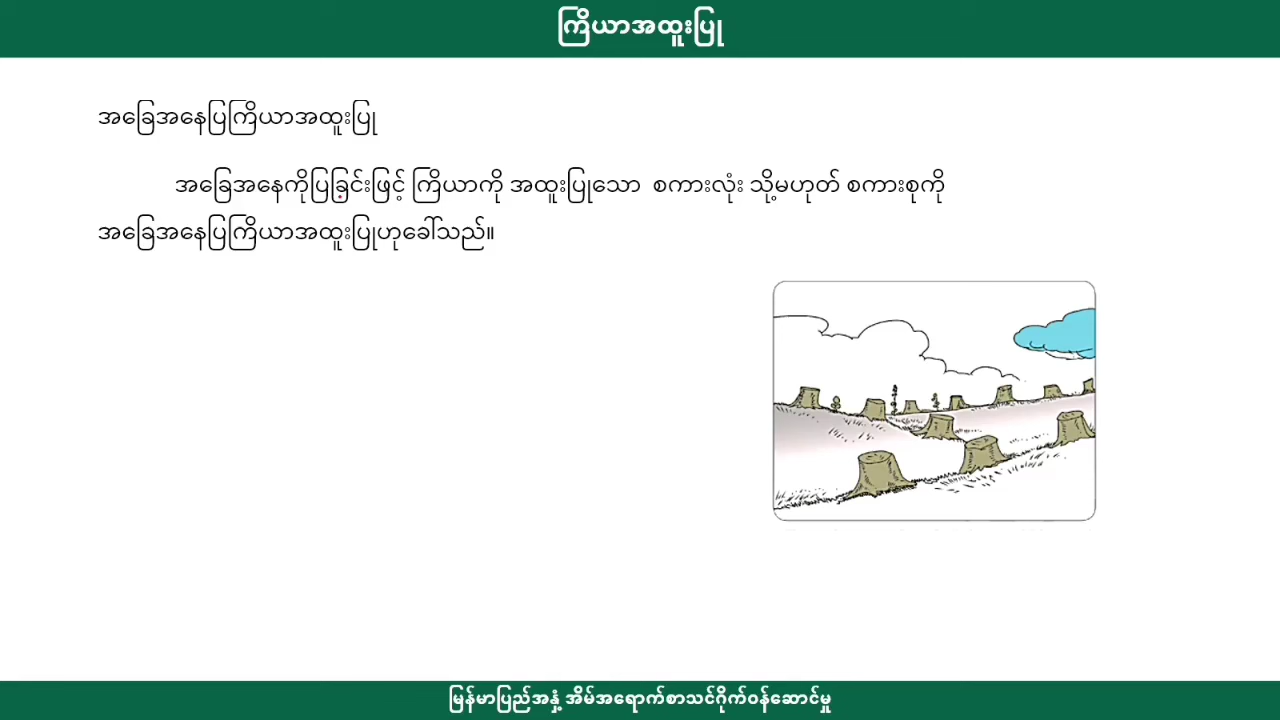 ကြိယာအထူးပြု
အခြေအနေပြကြိယာအထူးပြု
အခြေအနေကိုပြခြင်းဖြင့် ကြိယာကို အထူးပြုသော စကားလုံး သို့မဟုတ် စကားစုကို
အခြေအနေပြကြိယာအထူးပြုဟုခေါ်သည်။
မြန်မာပြည်အနှံ့ အိမ်အရောက်စာသင်ဂိုက်ဝန်ဆောင်မှု